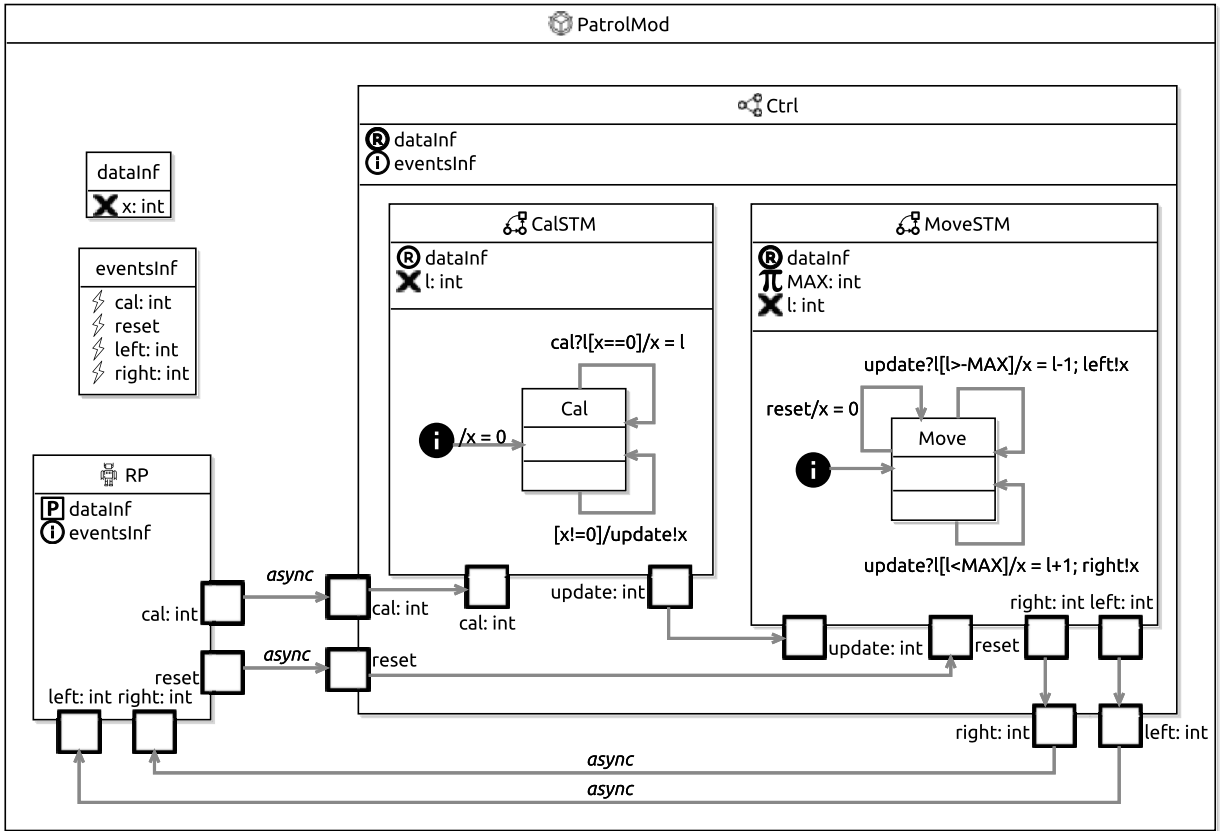 PatrolMod
Ctrl
R dataInf
i eventsInf
dataInf
x: int
eventsInf
cal: int
reset
left: int
right: int
CalSTM
R dataInf
l: int
cal?l[x==0]/x = l
Cal
i /x = 0
[x!=0]/update!x
MoveSTM
R dataInf
π MAX: int
l: int
update?l[l>-MAX]/x = l-1; left!x
reset/x = 0
Move
i
update?l[l<MAX]/x = l+1; right!x
RP
P dataInf
i eventsInf
cal: int
async
cal: int
cal: int
update: int
right: int left: int
reset
async
reset
update: int
reset
left: int right: int
right: int
left: int
async
async